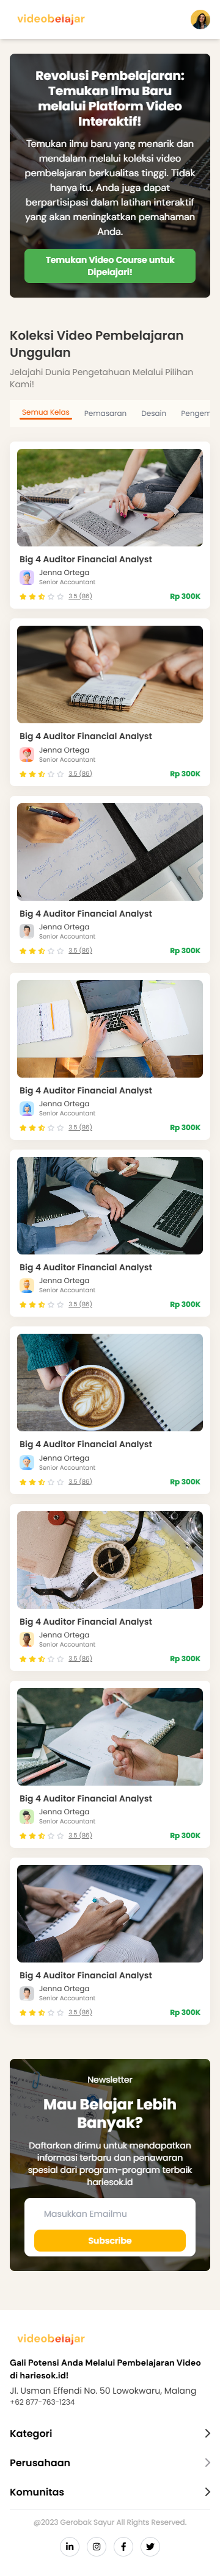 videobelajar
Revolusi Pembelajaran:
Temukan Ilmu Baru
melalui Platform Video
Interaktif!
Temukan ilmu baru yang menarik dan
mendalam melalui koleksi video
pembelajaran berkualitas tinggi. Tidak
hanya itu, Anda juga dapat
berpartisipasi dalam latihan interaktif
yang akan meningkatkan pemahaman
Anda.
Temukan Video Course untuk
Dipelajari!
Koleksi Video Pembelajaran
Unggulan
Jelajahi Dunia Pengetahuan Melalui Pilihan
Kami!
Semua Kelas Pemasaran Desain Pengem
Big 4 Auditor Financial Analyst
Jenna Ortega
Senior Accountant
3.5 (86) Rp 300K
Big 4 Auditor Financial Analyst
Jenna Ortega
Senior Accountant
3.5 (86) Rp 300K
Big 4 Auditor Financial Analyst
Jenna Ortega
Senior Accountant
3.5 (86) Rp 300K
Big 4 Auditor Financial Analyst
Jenna Ortega
Senior Accountant
3.5 (86) Rp 300K
Big 4 Auditor Financial Analyst
Jenna Ortega
Senior Accountant
3.5 (86) Rp 300K
Big 4 Auditor Financial Analyst
Jenna Ortega
Senior Accountant
3.5 (86) Rp 300K
Big 4 Auditor Financial Analyst
Jenna Ortega
Senior Accountant
3.5 (86) Rp 300K
Big 4 Auditor Financial Analyst
Jenna Ortega
Senior Accountant
3.5 (86) Rp 300K
Big 4 Auditor Financial Analyst
Jenna Ortega
Senior Accountant
3.5 (86) Rp 300K
Newsletter
Mau Belajar Lebih
Banyak?
Daftarkan dirimu untuk mendapatkan
informasi terbaru dan penawaran
spesial dari program-program terbaik
hariesok.id
Masukkan Emailmu
Subscribe
videobelajar
Gali Potensi Anda Melalui Pembelajaran Video
di hariesok.id!
Jl. Usman Effendi No. 50 Lowokwaru, Malang
+62 877-763-1234
Kategori
Perusahaan
Komunitas
@2023 Gerobak Sayur All Rights Reserved.